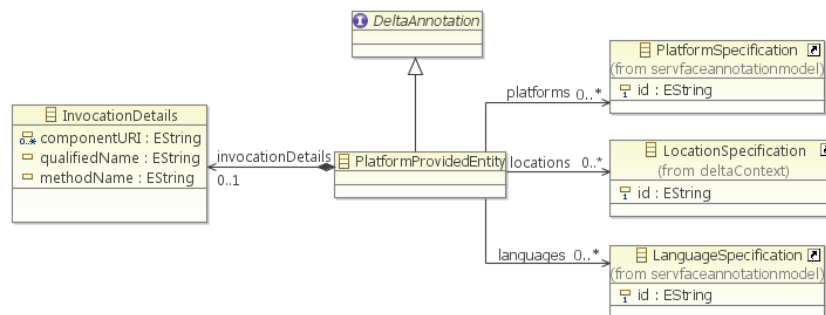 DeltaAnnotation
PlatformSpecification
(from servfaceannotationmodel)
id : EString
platforms 0..*
InvocationDetails
componentURI : EString
qualifiedName : EString
methodName : EString
invocationDetails
0..1
PlatformProvidedEntity
locations 0..*
LocationSpecification
(from deltaContext)
id : EString
languages 0..*
LanguageSpecification
(from servfaceannotationmodel)
id : EString